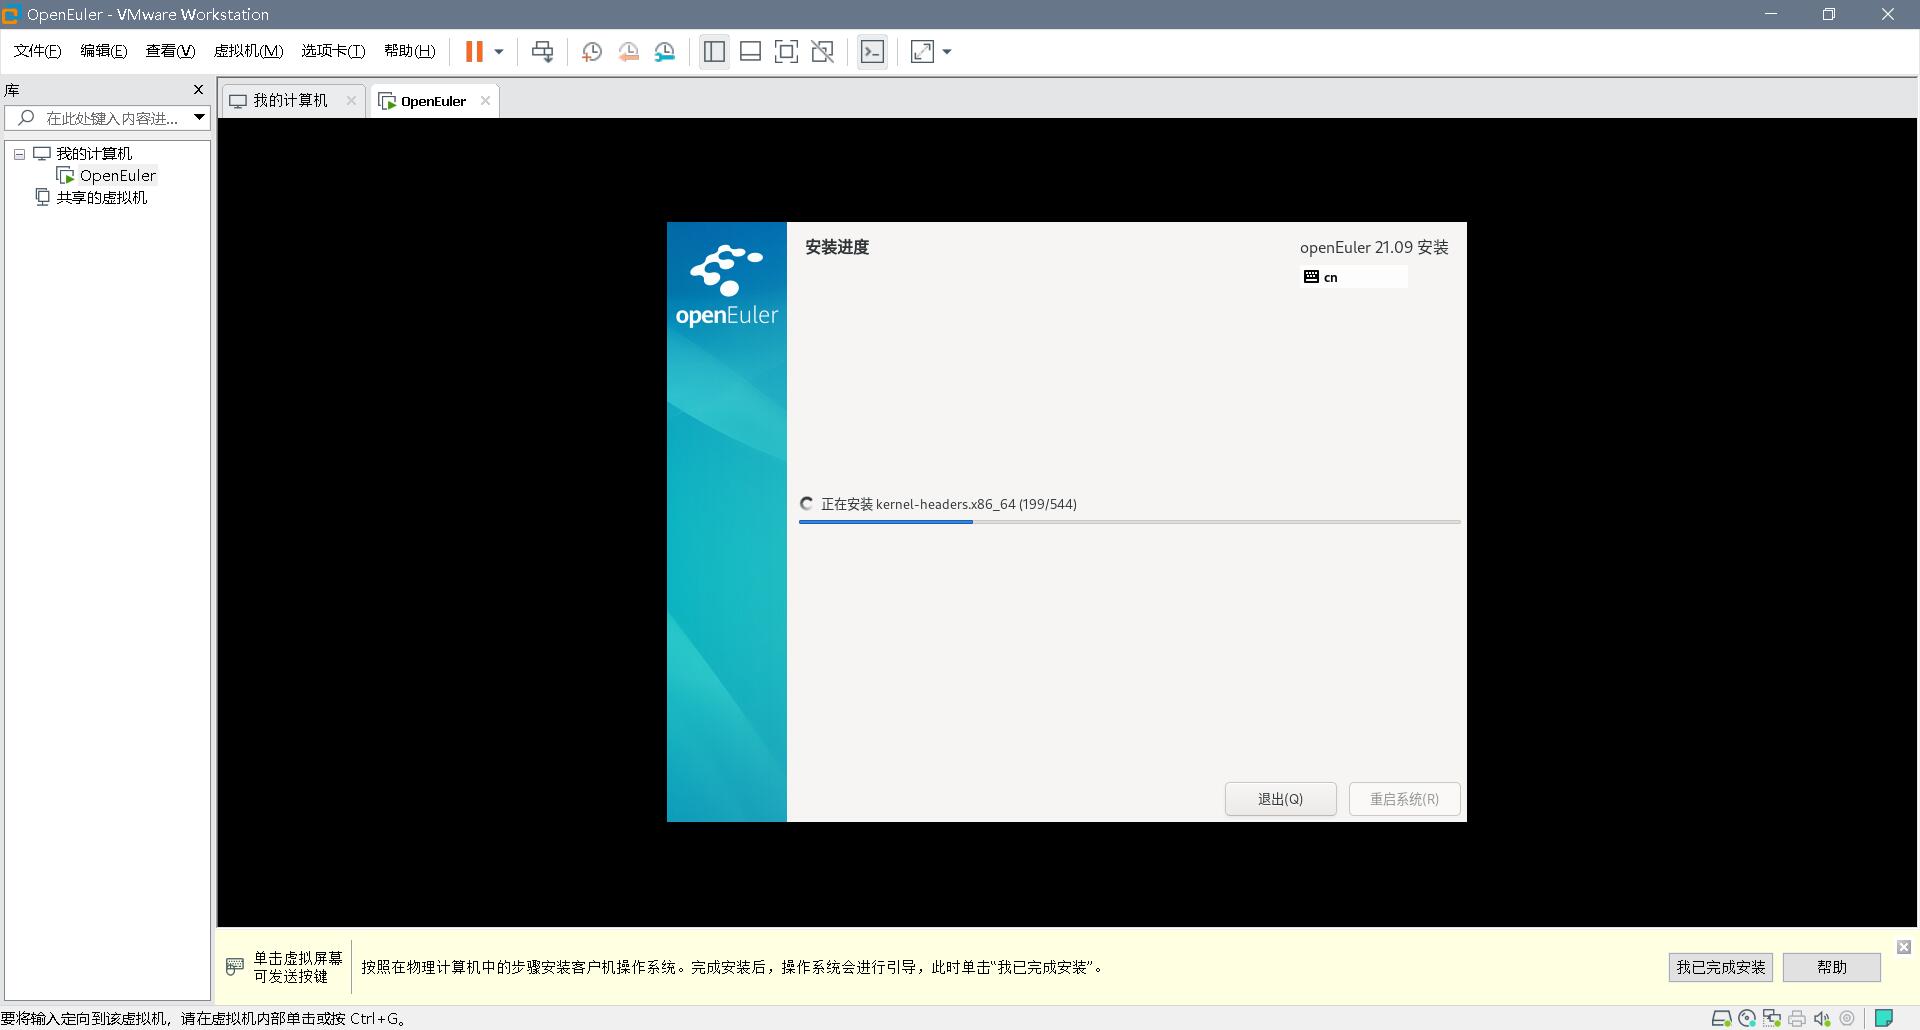 OpenEuler - VMware Workstation
文件(F) 编辑(E) 查看(V) 虚拟机(M) 选项卡(T) 帮助(H)
库
在此处键入内容进...
我的计算机
OpenEuler
共享的虚拟机
我的计算机
OpenEuler
openEuler
安装进度
openEuler 21.09 安装
cn
正在安装 kernel-headers.x86_64 (199/544)
退出(Q)
重启系统(R)
单击虚拟屏幕
可发送按键
按照在物理计算机中的步骤安装客户机操作系统。完成安装后，操作系统会进行引导，此时单击“我已完成安装”。
我已完成安装
帮助
要将输入定向到该虚拟机，请在虚拟机内部单击或按 Ctrl+G。